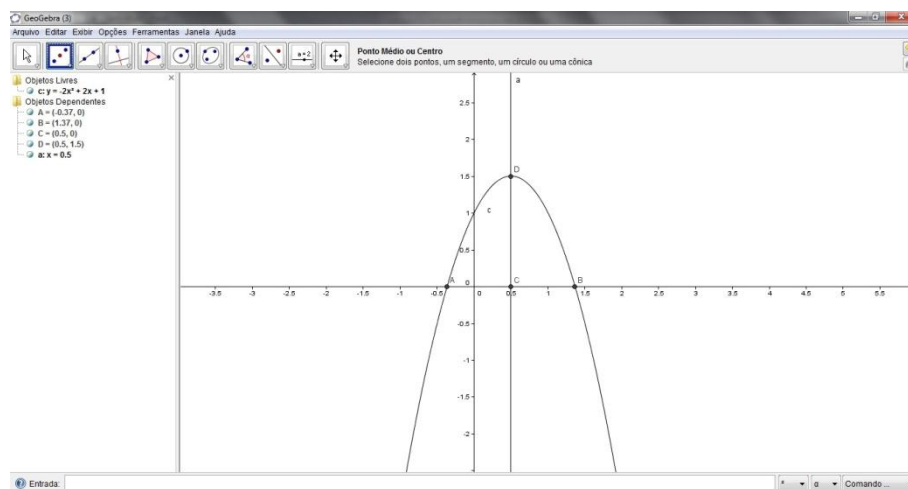 GeoGebra (3)
Arquivo Editar Exibir Opções Ferramentas Janela Ajuda
a=2
Ponto Médio ou Centro
Selecione dois pontos, um segmento, um círculo ou uma cônica
Objetos Livres
c: y = -2x² + 2x + 1
Objetos Dependentes
A = (-0.37, 0)
B = (1.37, 0)
C = (0.5, 0)
D = (0.5, 1.5)
a: x = 0.5
a
2.5
2
D
1.5
1
c
0.5
A
0
C
B
-3.5 -3 -2.5 -2 -1.5 -1 -0.5 0 0.5 1 1.5 2 2.5 3 3.5 4 4.5 5 5.5
-0.5
-1
-1.5
-2
Entrada:
α
Comando ...